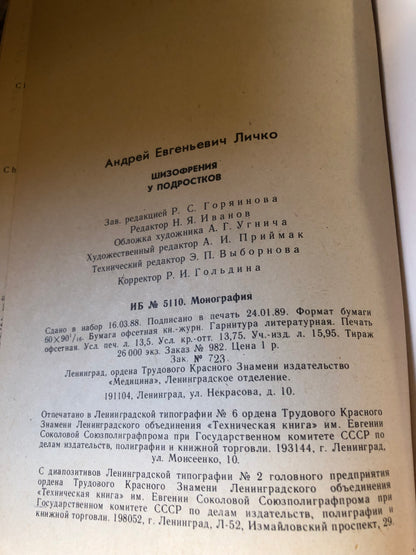 Андрей Евгеньевич Личко
ШИЗОФРЕНИЯ
У ПОДРОСТКОВ
Зав. редакцией Р. С. Горяинова
Редактор Н. Я. Иванов
Обложка художника А. Г. Угнича
Художественный редактор А. И. Приймак
Технический редактор Э. П. Выборнова
Корректор Р. И. Гольдина
ИБ № 5110. Монография
Сдано в набор 16.03.88. Подписано в печать 24.01.89. Формат бумаги
60×90¹/₁₆. Бумага офсетная кн.-журн. Гарнитура литературная. Печать
офсетная. Усл. печ. л. 13,5. Усл. кр.-отт. 13,75. Уч.-изд. л. 15,95. Тираж
26 000 экз. Заказ № 982. Цена 1 р.
Зак. № 723
Ленинград, ордена Трудового Красного Знамени издательство
«Медицина», Ленинградское отделение.
191104, Ленинград, ул. Некрасова, д. 10.
Отпечатано в Ленинградской типографии № 6 ордена Трудового Красного
Знамени Ленинградского объединения «Техническая книга» им. Евгении
Соколовой Союзполиграфпрома при Государственном комитете СССР по
делам издательств, полиграфии и книжной торговли. 193144, г. Ленинград,
ул. Моисеенко, 10.
С диапозитивов Ленинградской типографии № 2 головного предприятия
ордена Трудового Красного Знамени Ленинградского объединения
«Техническая книга» им. Евгении Соколовой Союзполиграфпрома при
Государственном комитете СССР по делам издательств, полиграфии и
книжной торговли. 198052, г. Ленинград, Л-52, Измайловский проспект, 29.